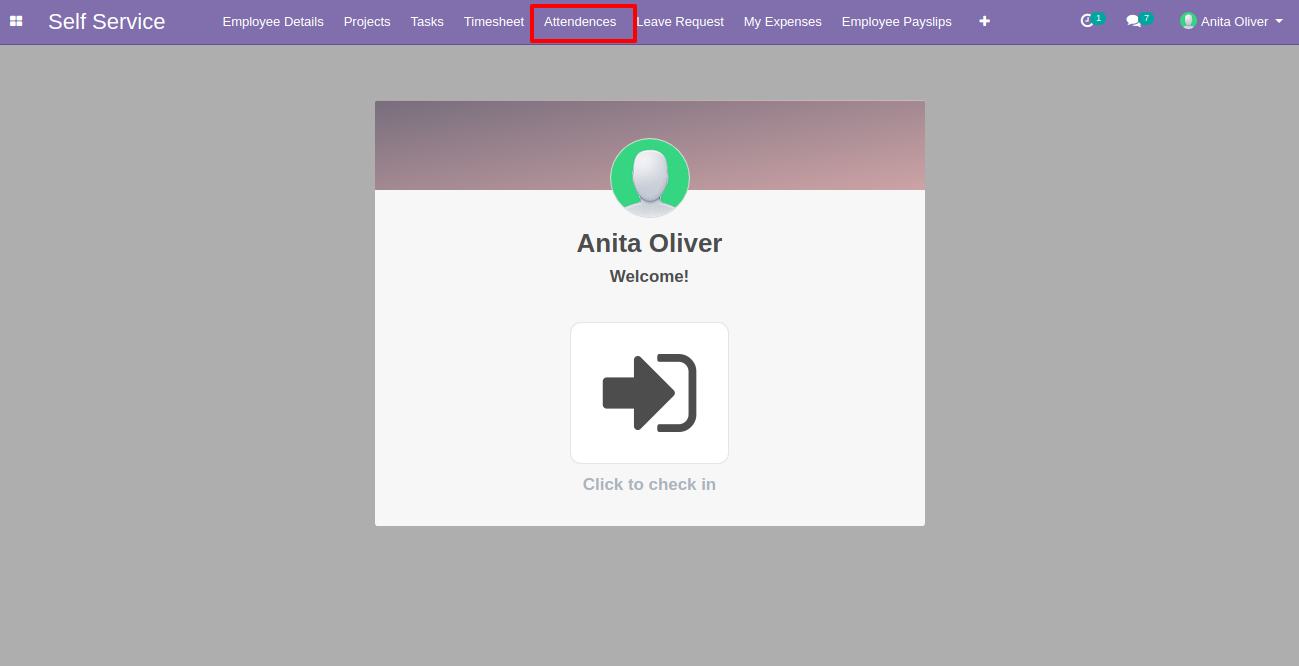 Self Service Employee Details Projects Tasks Timesheet Attendences Leave Request My Expenses Employee Payslips 1 7 Anita Oliver
Anita Oliver
Welcome!
Click to check in